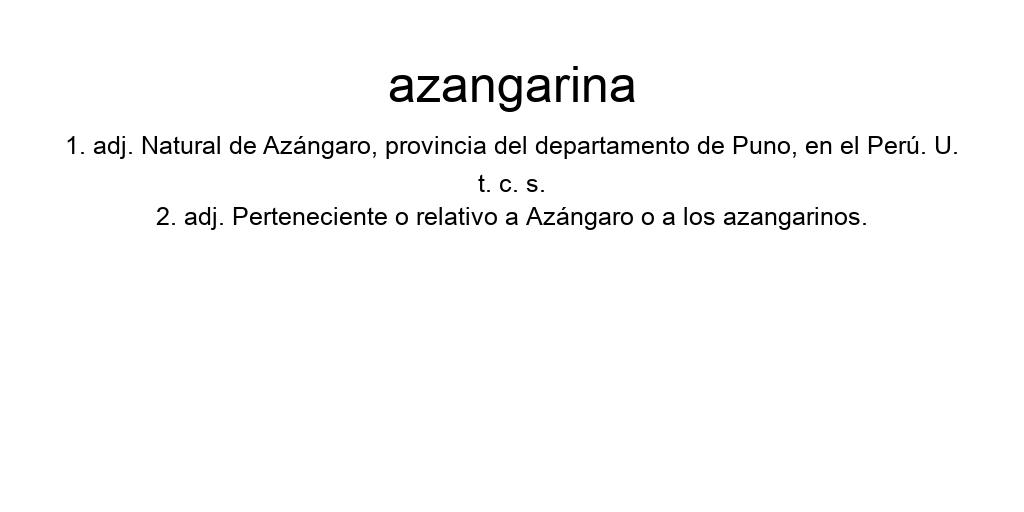 azangarina
1. adj. Natural de Azángaro, provincia del departamento de Puno, en el Perú. U.
t. c. s.
2. adj. Perteneciente o relativo a Azángaro o a los azangarinos.